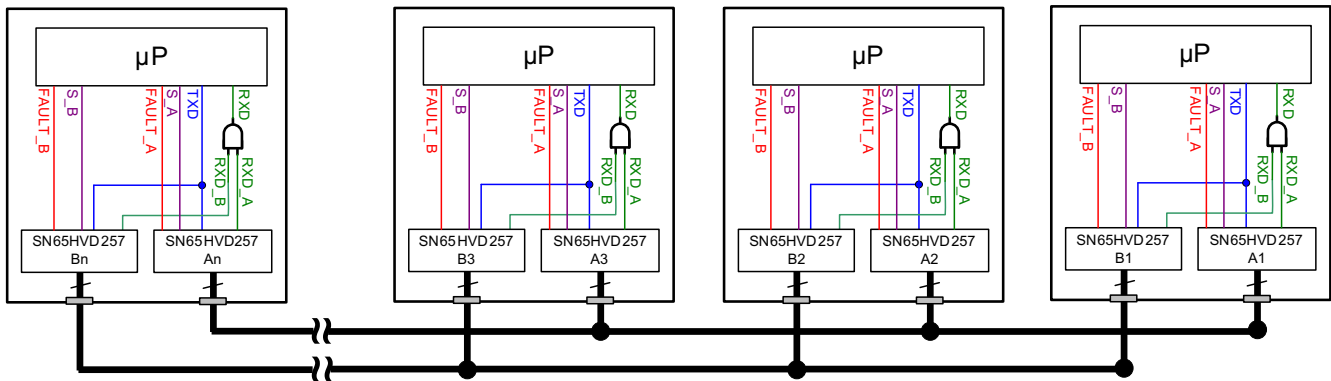 µP
FAULT_B
S_B
FAULT_A
S_A
TXD
RXD
RXD_B
RXD_A
SN65HVD257
Bn
SN65HVD257
An
µP
FAULT_B
S_B
FAULT_A
S_A
TXD
RXD
RXD_B
RXD_A
SN65HVD257
B3
SN65HVD257
A3
µP
FAULT_B
S_B
FAULT_A
S_A
TXD
RXD
RXD_B
RXD_A
SN65HVD257
B2
SN65HVD257
A2
µP
FAULT_B
S_B
FAULT_A
S_A
TXD
RXD
RXD_B
RXD_A
SN65HVD257
B1
SN65HVD257
A1